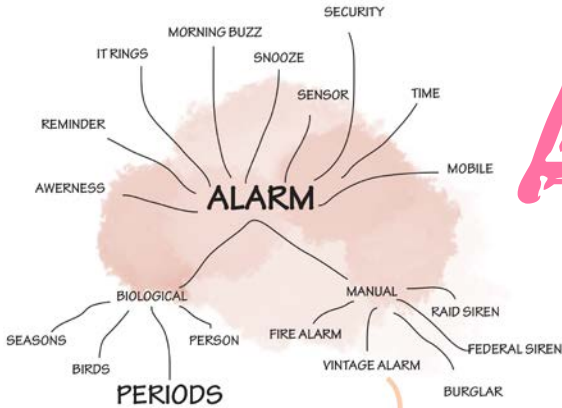 SECURITY
MORNING BUZZ
IT RINGS
SNOOZE
SENSOR
TIME
REMINDER
MOBILE
AWERNESS
ALARM
BIOLOGICAL
MANUAL
RAID SIREN
SEASONS
PERSON
FIRE ALARM
FEDERAL SIREN
BIRDS
VINTAGE ALARM
PERIODS
BURGLAR